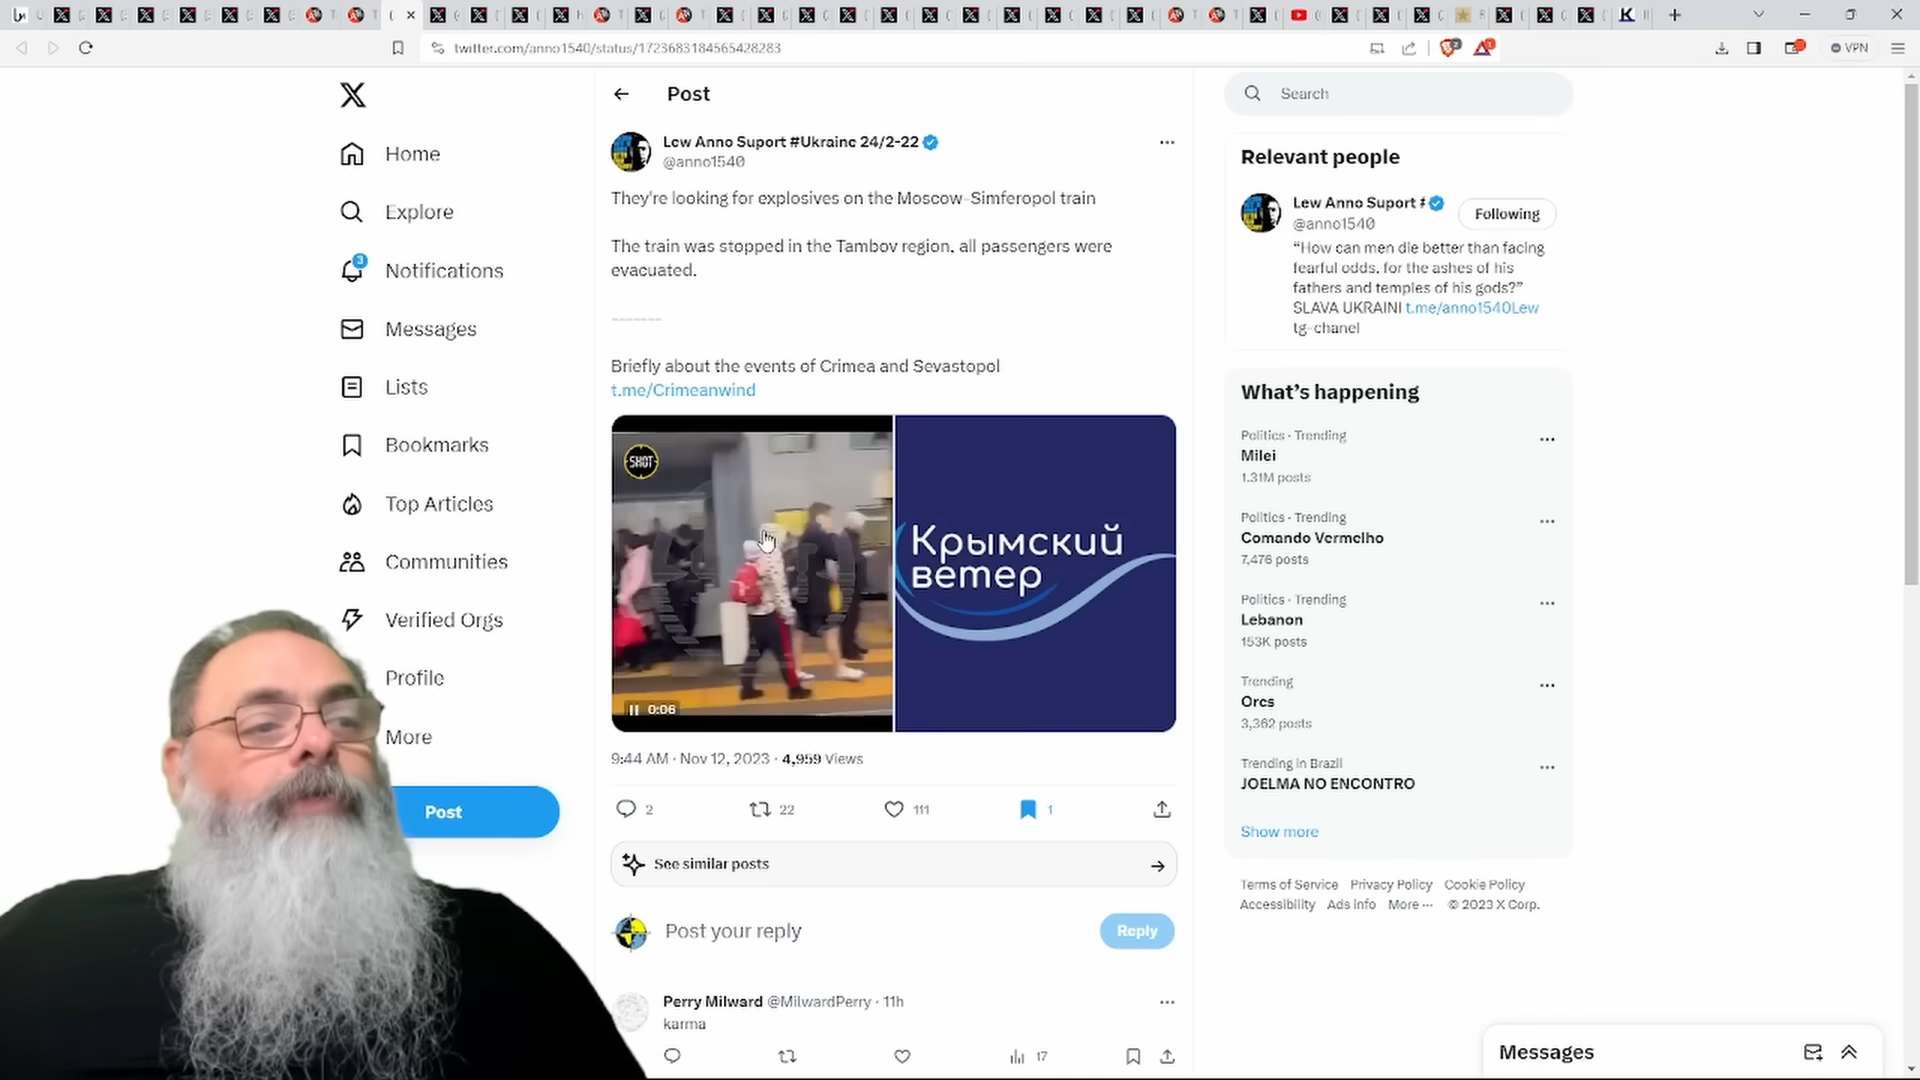 twitter.com/anno1540/status/1723683184565428283
VPN
Post
Search
Home
Explore
3
Notifications
Messages
Lists
Bookmarks
Top Articles
Communities
Verified Orgs
Profile
More
Post
Lew Anno Suport #Ukraine 24/2-22
@anno1540
They're looking for explosives on the Moscow-Simferopol train
The train was stopped in the Tambov region, all passengers were
evacuated.
-------
Briefly about the events of Crimea and Sevastopol
t.me/Crimeanwind
SHOT
0:06
Крымский
ветер
9:44 AM · Nov 12, 2023 · 4,959 Views
2
22
111
1
See similar posts
Post your reply
Reply
Perry Milward @MilwardPerry · 11h
karma
17
Relevant people
Lew Anno Suport #
@anno1540
Following
“How can men die better than facing
fearful odds, for the ashes of his
fathers and temples of his gods?”
SLAVA UKRAINI t.me/anno1540Lew
tg-chanel
What’s happening
Politics · Trending
Milei
1.31M posts
Politics · Trending
Comando Vermelho
7,476 posts
Politics · Trending
Lebanon
153K posts
Trending
Orcs
3,362 posts
Trending in Brazil
JOELMA NO ENCONTRO
Show more
Terms of Service Privacy Policy Cookie Policy
Accessibility Ads info More ··· © 2023 X Corp.
Messages